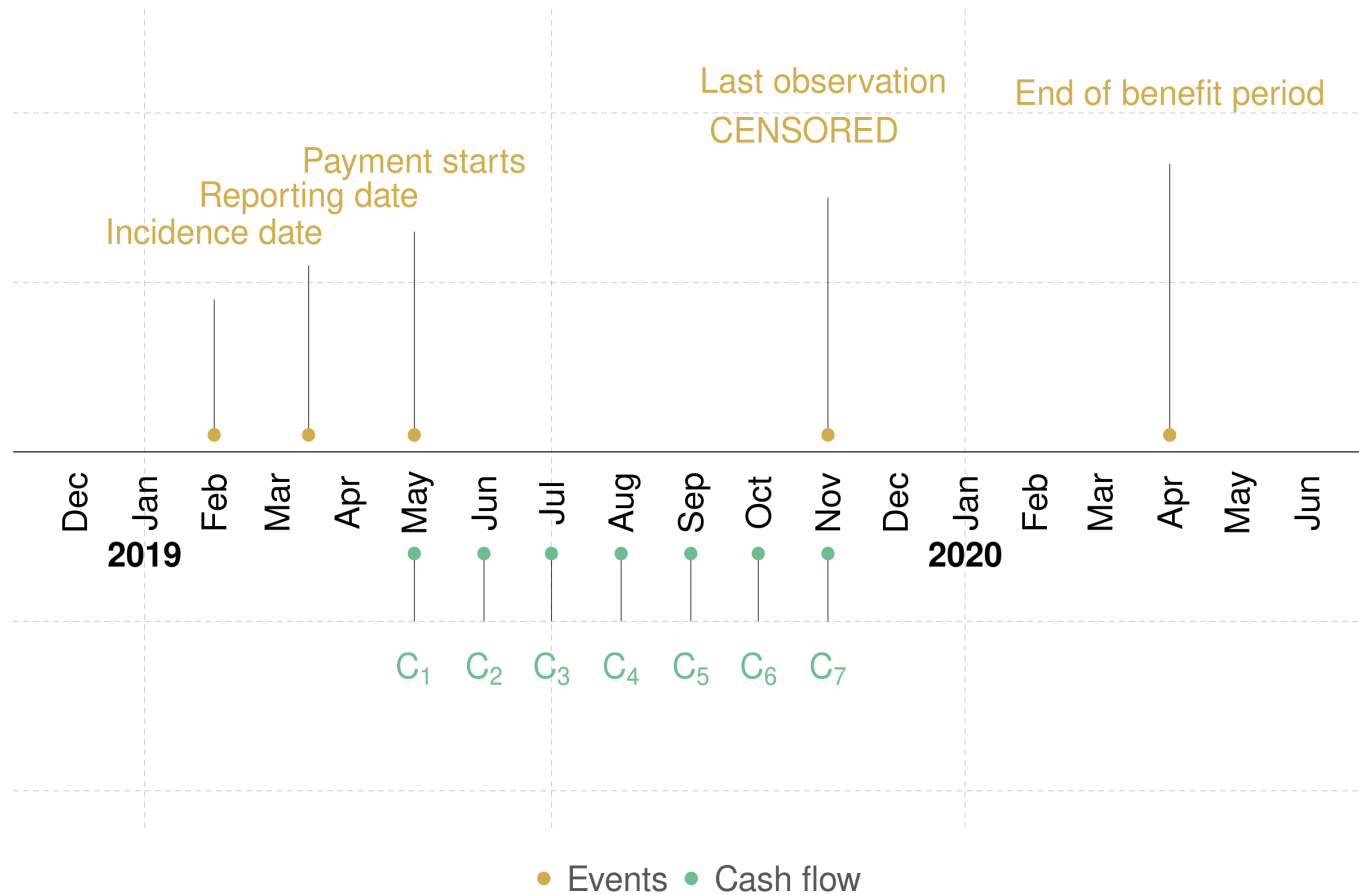 Last observation
CENSORED
End of benefit period
Payment starts
Reporting date
Incidence date
Dec Jan Feb Mar Apr May Jun Jul Aug Sep Oct Nov Dec Jan Feb Mar Apr May Jun
2019 2020
C₁ C₂ C₃ C₄ C₅ C₆ C₇
Events Cash flow